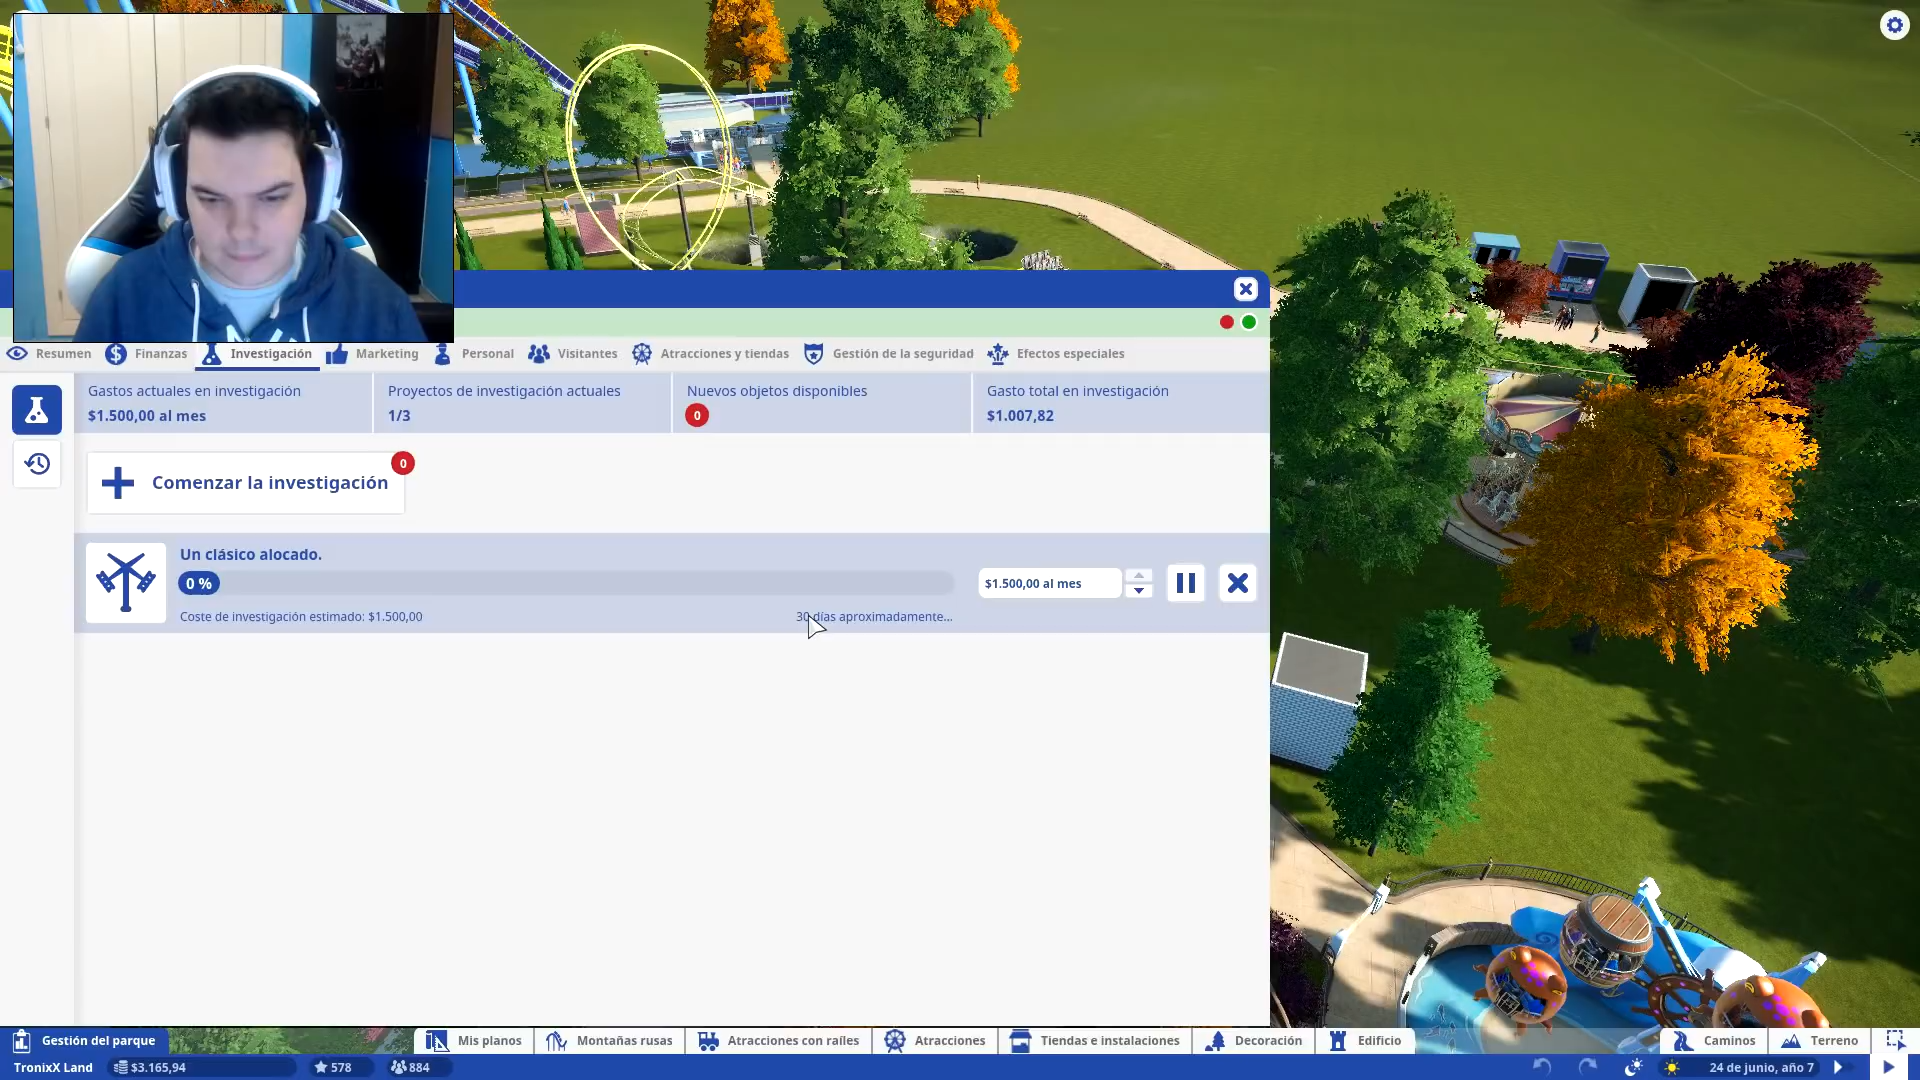 Resumen
Finanzas
Investigación
Marketing
Personal
Visitantes
Atracciones y tiendas
Gestión de la seguridad
Efectos especiales
Gastos actuales en investigación
$1.500,00 al mes
Proyectos de investigación actuales
1/3
Nuevos objetos disponibles
0
Gasto total en investigación
$1.007,82
Comenzar la investigación
0
Un clásico alocado.
0 %
$1.500,00 al mes
Coste de investigación estimado: $1.500,00
30 días aproximadamente...
Gestión del parque
Mis planos
Montañas rusas
Atracciones con raíles
Atracciones
Tiendas e instalaciones
Decoración
Edificio
Caminos
Terreno
TronixX Land
$3.165,94
578
884
24 de junio, año 7